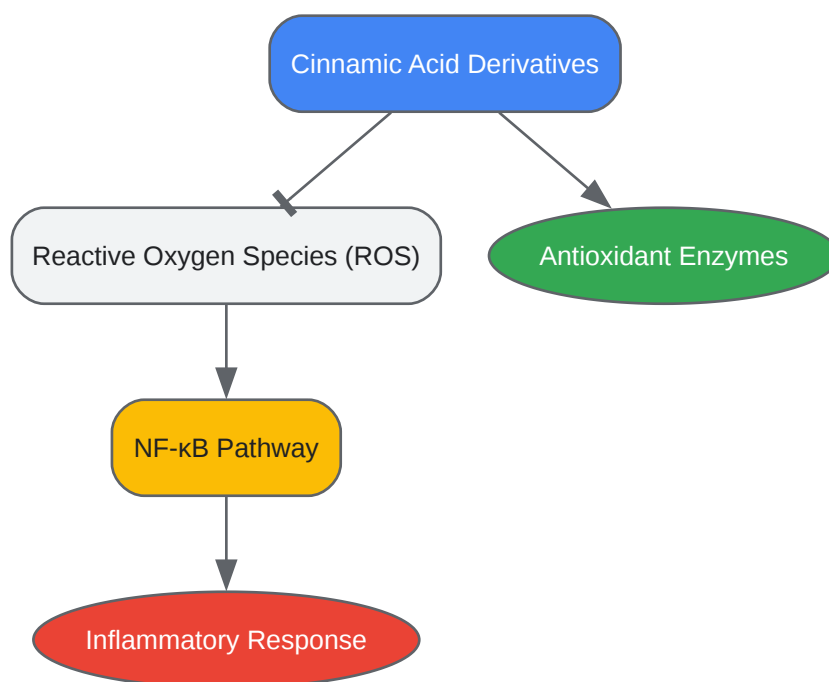 Cinnamic Acid Derivatives
Reactive Oxygen Species (ROS)
Antioxidant Enzymes
NF-κB Pathway
Inflammatory Response